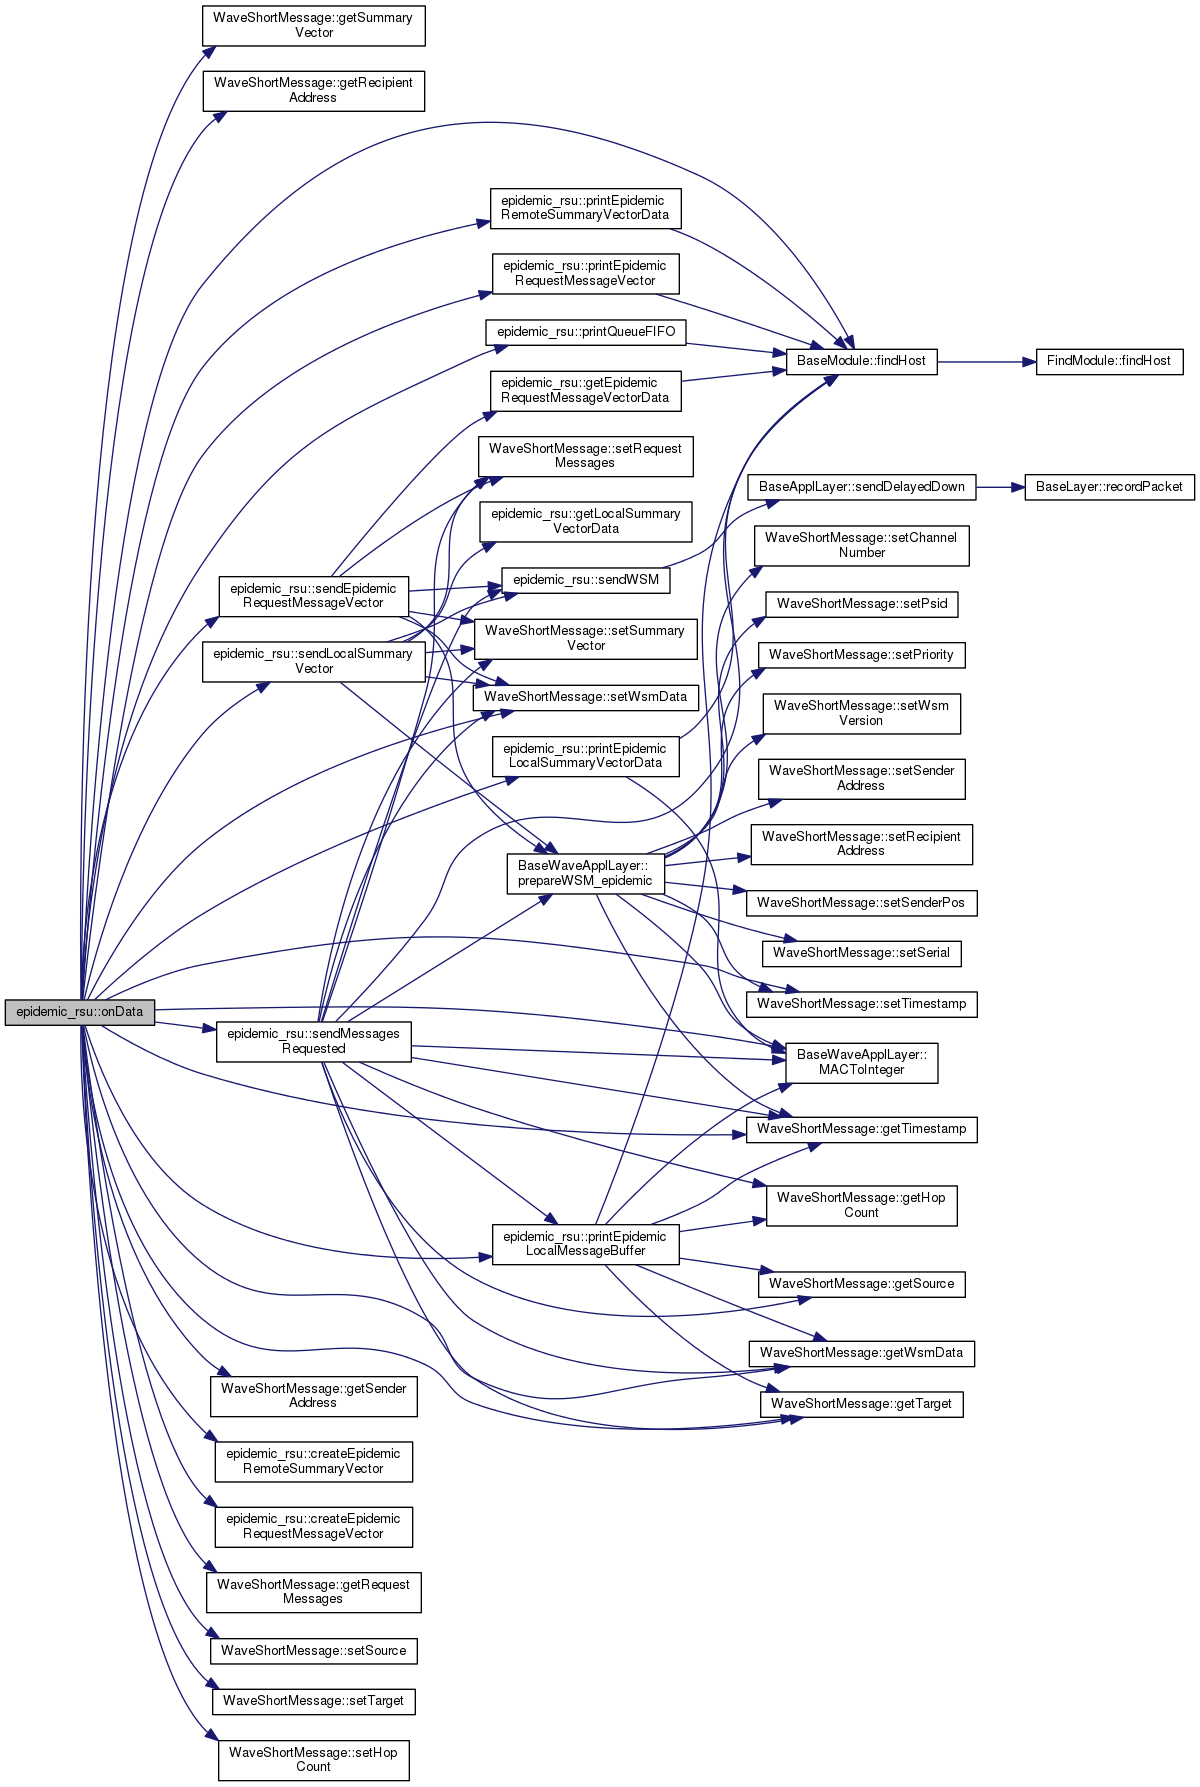 WaveShortMessage::getSummary
Vector
WaveShortMessage::getRecipient
Address
epidemic_rsu::printEpidemic
RemoteSummaryVectorData
epidemic_rsu::printEpidemic
RequestMessageVector
epidemic_rsu::printQueueFIFO
BaseModule::findHost
FindModule::findHost
epidemic_rsu::getEpidemic
RequestMessageVectorData
WaveShortMessage::setRequest
Messages
BaseApplLayer::sendDelayedDown
BaseLayer::recordPacket
epidemic_rsu::getLocalSummary
VectorData
WaveShortMessage::setChannel
Number
epidemic_rsu::sendWSM
epidemic_rsu::sendEpidemic
RequestMessageVector
WaveShortMessage::setPsid
WaveShortMessage::setSummary
Vector
epidemic_rsu::sendLocalSummary
Vector
WaveShortMessage::setPriority
WaveShortMessage::setWsmData
WaveShortMessage::setWsm
Version
epidemic_rsu::printEpidemic
LocalSummaryVectorData
WaveShortMessage::setSender
Address
WaveShortMessage::setRecipient
Address
BaseWaveApplLayer::
prepareWSM_epidemic
WaveShortMessage::setSenderPos
WaveShortMessage::setSerial
WaveShortMessage::setTimestamp
epidemic_rsu::onData
epidemic_rsu::sendMessages
Requested
BaseWaveApplLayer::
MACToInteger
WaveShortMessage::getTimestamp
WaveShortMessage::getHop
Count
epidemic_rsu::printEpidemic
LocalMessageBuffer
WaveShortMessage::getSource
WaveShortMessage::getWsmData
WaveShortMessage::getTarget
WaveShortMessage::getSender
Address
epidemic_rsu::createEpidemic
RemoteSummaryVector
epidemic_rsu::createEpidemic
RequestMessageVector
WaveShortMessage::getRequest
Messages
WaveShortMessage::setSource
WaveShortMessage::setTarget
WaveShortMessage::setHop
Count